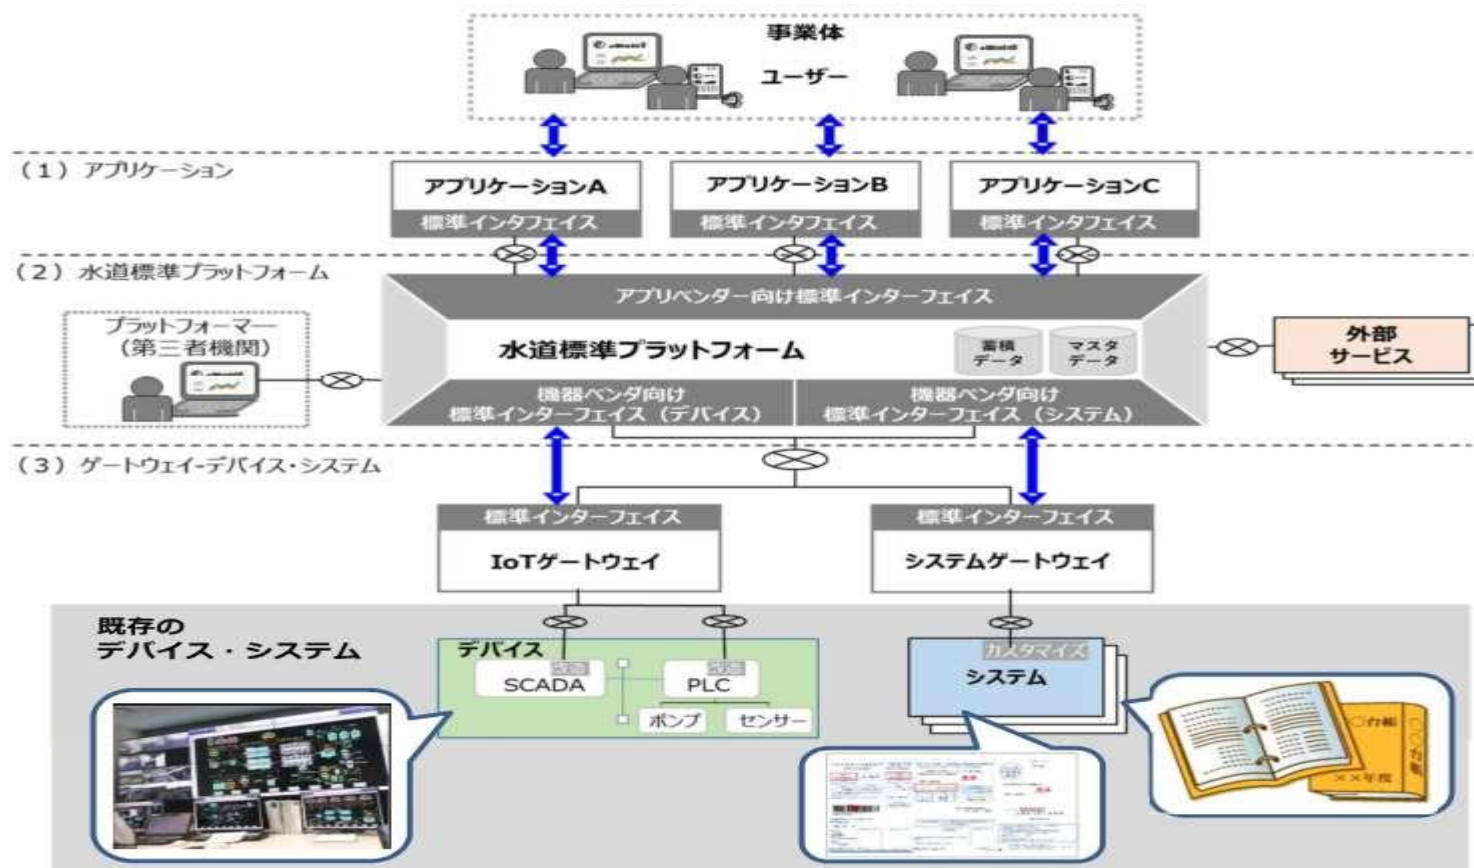 事業体
ユーザー
(1) アプリケーション
アプリケーションA
標準インタフェイス
アプリケーションB
標準インタフェイス
アプリケーションC
標準インタフェイス
(2) 水道標準プラットフォーム
アプリベンダー向け標準インターフェイス
プラットフォーマー
(第三者機関)
水道標準プラットフォーム
蓄積
データ
マスタ
データ
外部
サービス
機器ベンダ向け
標準インターフェイス(デバイス)
機器ベンダ向け
標準インターフェイス(システム)
(3) ゲートウェイ-デバイス・システム
標準インターフェイス
IoTゲートウェイ
標準インターフェイス
システムゲートウェイ
既存の
デバイス・システム
デバイス
SCADA
PLC
ポンプ
センサー
カスタマイズ
システム
〇台帳
××年度
〇〇台帳